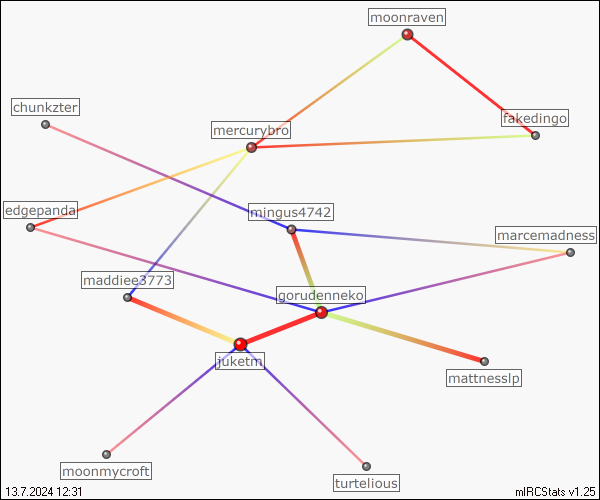 moonraven
chunkzter
fakedingo
mercurybro
edgepanda
mingus4742
marcemadness
maddiee3773
gorudenneko
juketm
mattnesslp
moonmycroft
turtelious
13.7.2024 12:31
mIRCStats v1.25